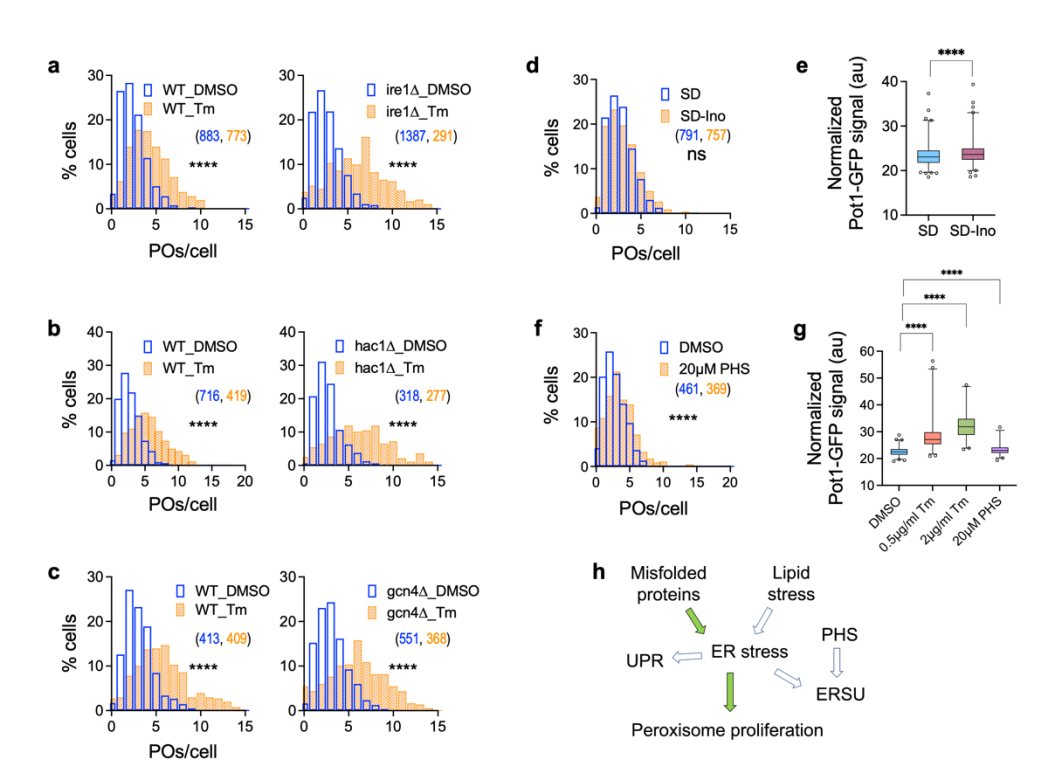 a
WT_DMSO
WT_Tm
(883, 773)
****
% cells
30
20
10
0
0
5
10
15
POs/cell
ire1Δ_DMSO
ire1Δ_Tm
(1387, 291)
****
30
20
10
0
0
5
10
15
POs/cell
b
WT_DMSO
WT_Tm
(716, 419)
****
% cells
40
30
20
10
0
0
5
10
15
20
POs/cell
hac1Δ_DMSO
hac1Δ_Tm
(318, 277)
****
40
30
20
10
0
0
5
10
15
POs/cell
c
WT_DMSO
WT_Tm
(413, 409)
****
% cells
30
20
10
0
0
5
10
15
POs/cell
gcn4Δ_DMSO
gcn4Δ_Tm
(551, 368)
****
30
20
10
0
0
5
10
15
POs/cell
d
SD
SD-Ino
(791, 757)
ns
% cells
30
20
10
0
0
5
10
15
POs/cell
e
****
Normalized
Pot1-GFP signal (au)
40
30
20
10
SD
SD-Ino
f
DMSO
20µM PHS
(461, 369)
****
% cells
30
20
10
0
0
5
10
15
20
POs/cell
g
****
****
****
Normalized
Pot1-GFP signal (au)
60
50
40
30
20
10
DMSO
0.5µg/ml Tm
2µg/ml Tm
20µM PHS
h
Misfolded
proteins
Lipid
stress
PHS
UPR
ER stress
ERSU
Peroxisome proliferation